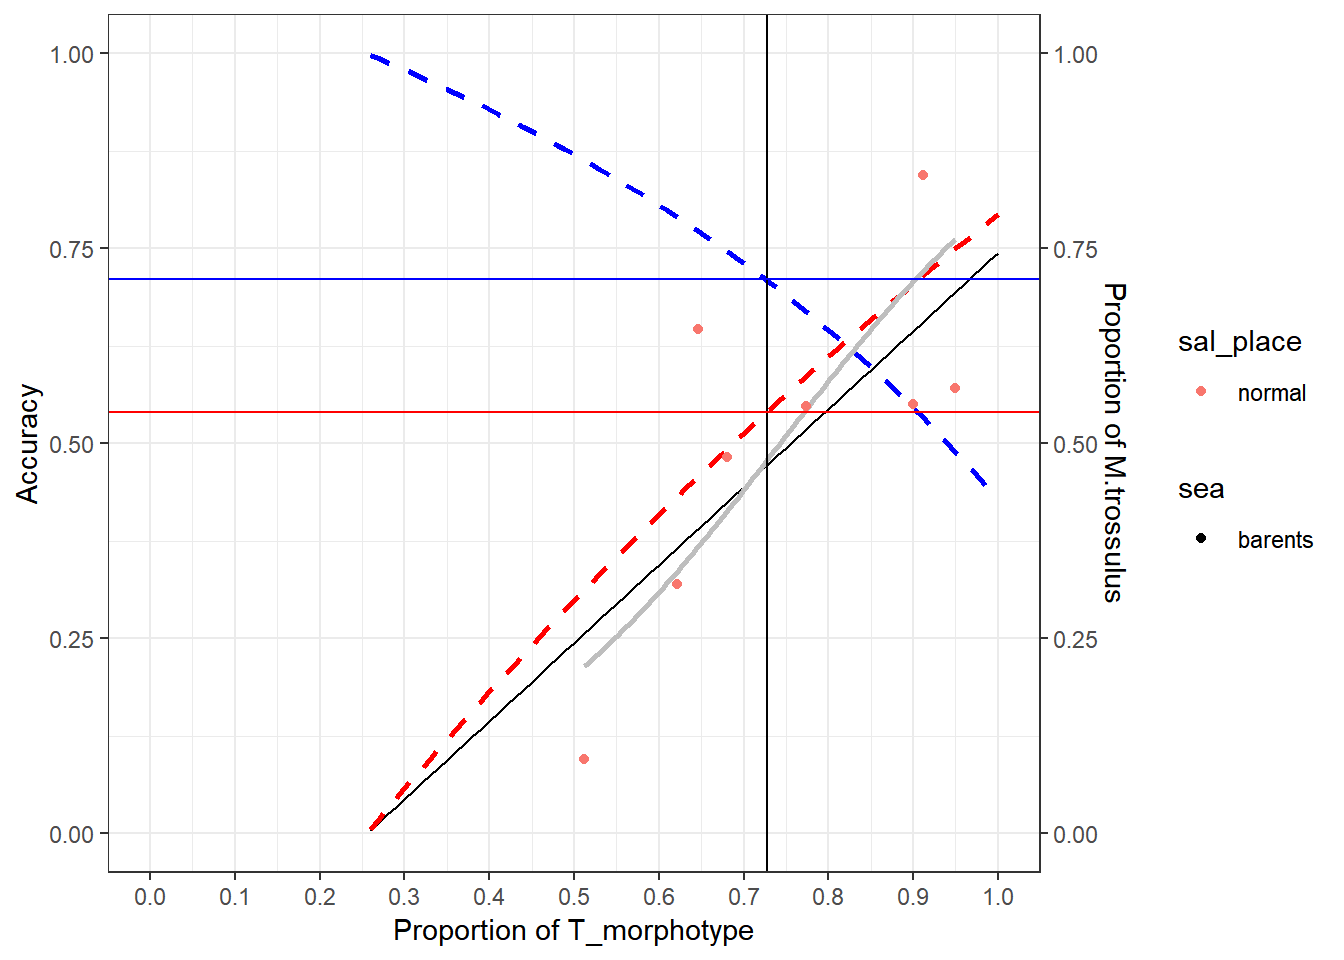 1.00
0.75
0.50
0.25
0.00
Accuracy
1.00
0.75
0.50
0.25
0.00
Proportion of M.trossulus
0.0 0.1 0.2 0.3 0.4 0.5 0.6 0.7 0.8 0.9 1.0
Proportion of T_morphotype
sal_place
normal
sea
barents